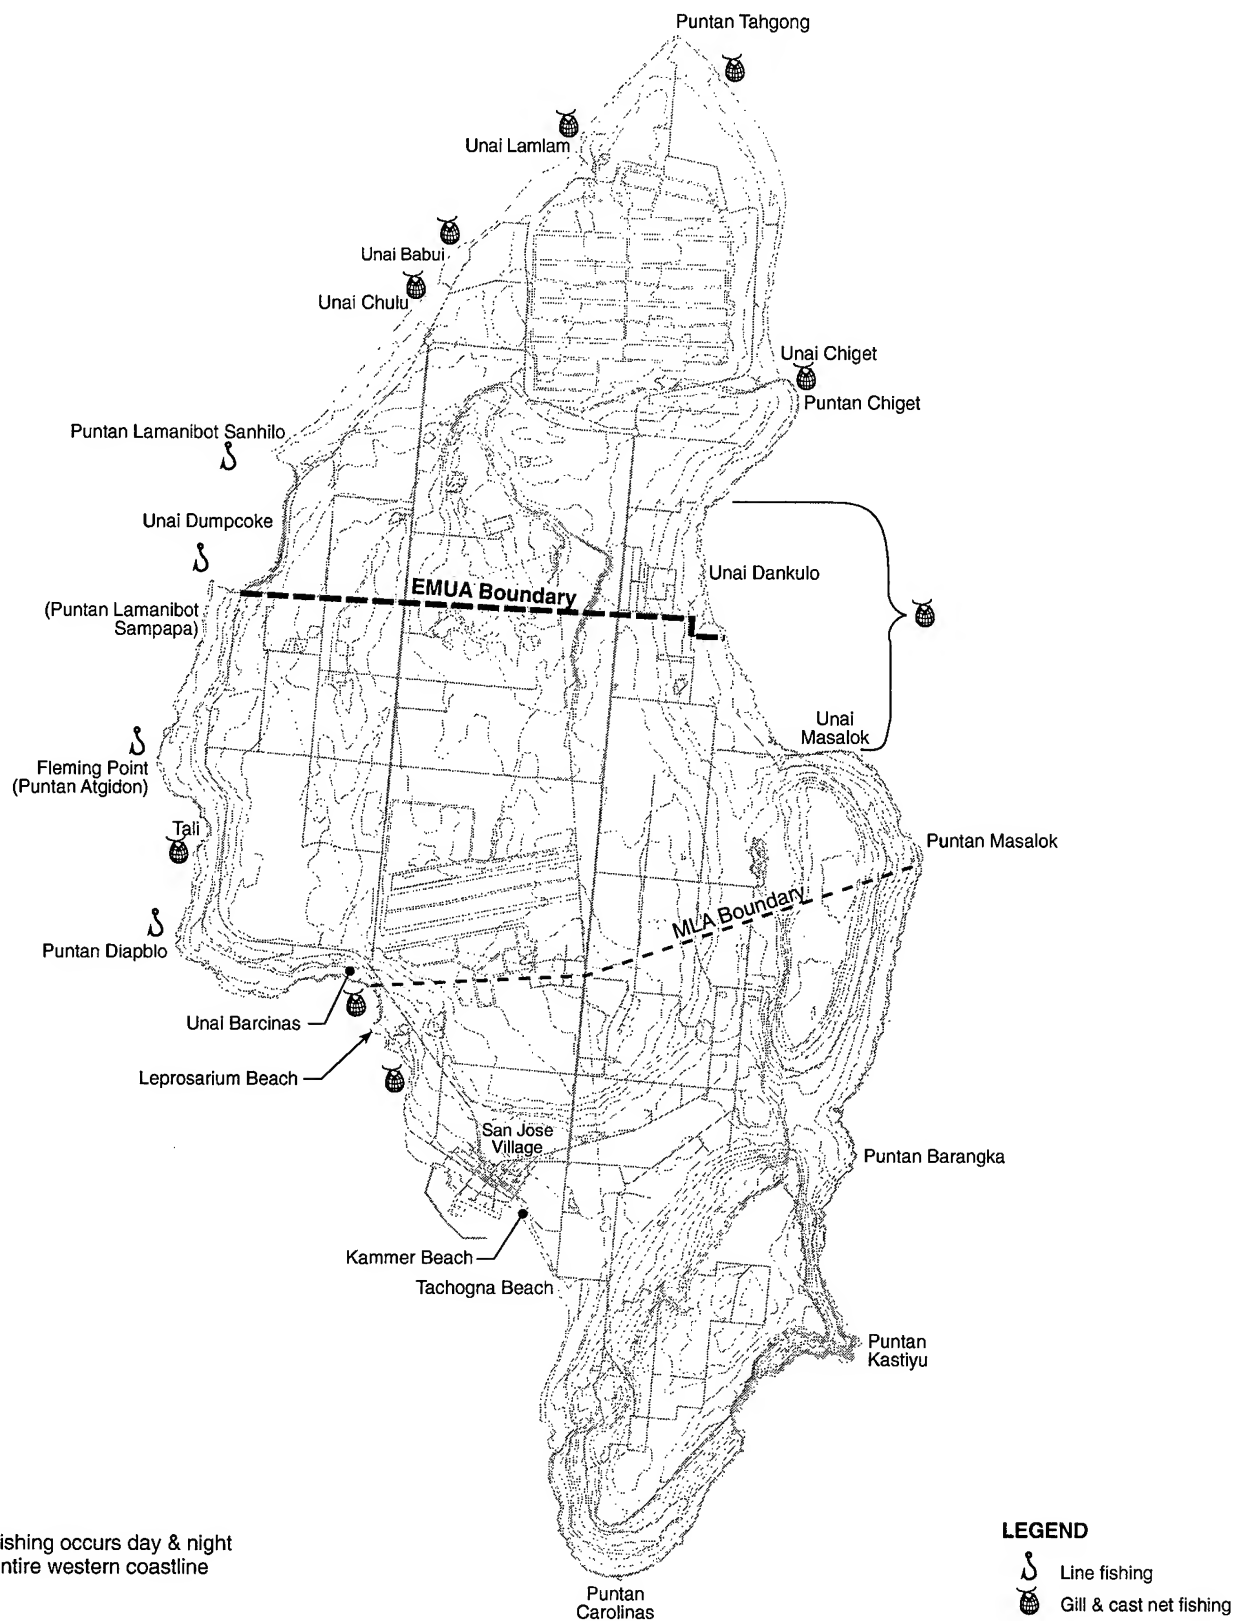 Puntan Tahgong
Unai Lamlam
Unai Babui
Unai Chulu
Unai Chiget
Puntan Chiget
Puntan Lamanibot Sanhilo
Unai Dumpcoke
Unai Dankulo
EMUA Boundary
(Puntan Lamanibot
Sampapa)
Unai
Masalok
Fleming Point
(Puntan Atgidon)
Tali
Puntan Masalok
MLA Boundary
Puntan Diapblo
Unai Barcinas
Leprosarium Beach
San Jose
Village
Puntan Barangka
Kammer Beach
Tachogna Beach
Puntan
Kastiyu
ishing occurs day & night
ntire western coastline
LEGEND
Line fishing
Gill & cast net fishing
Puntan
Carolinas